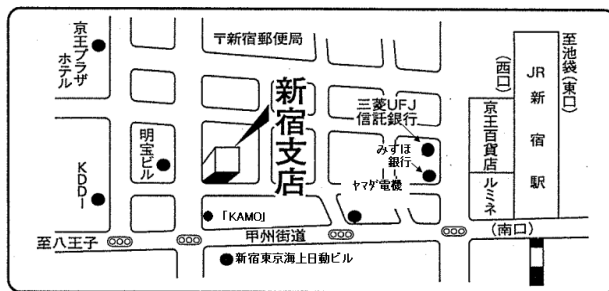 京王プラザ
ホテル
〒新宿郵便局
至池袋(東口)
JR新宿駅
(西口)
京王百貨店
ルミネ
三菱UFJ
信託銀行
みずほ
銀行
ヤマダ電機
新宿支店
明宝ビル
KDDI
「KAMO」
甲州街道
至八王子
(南口)
新宿東京海上日動ビル